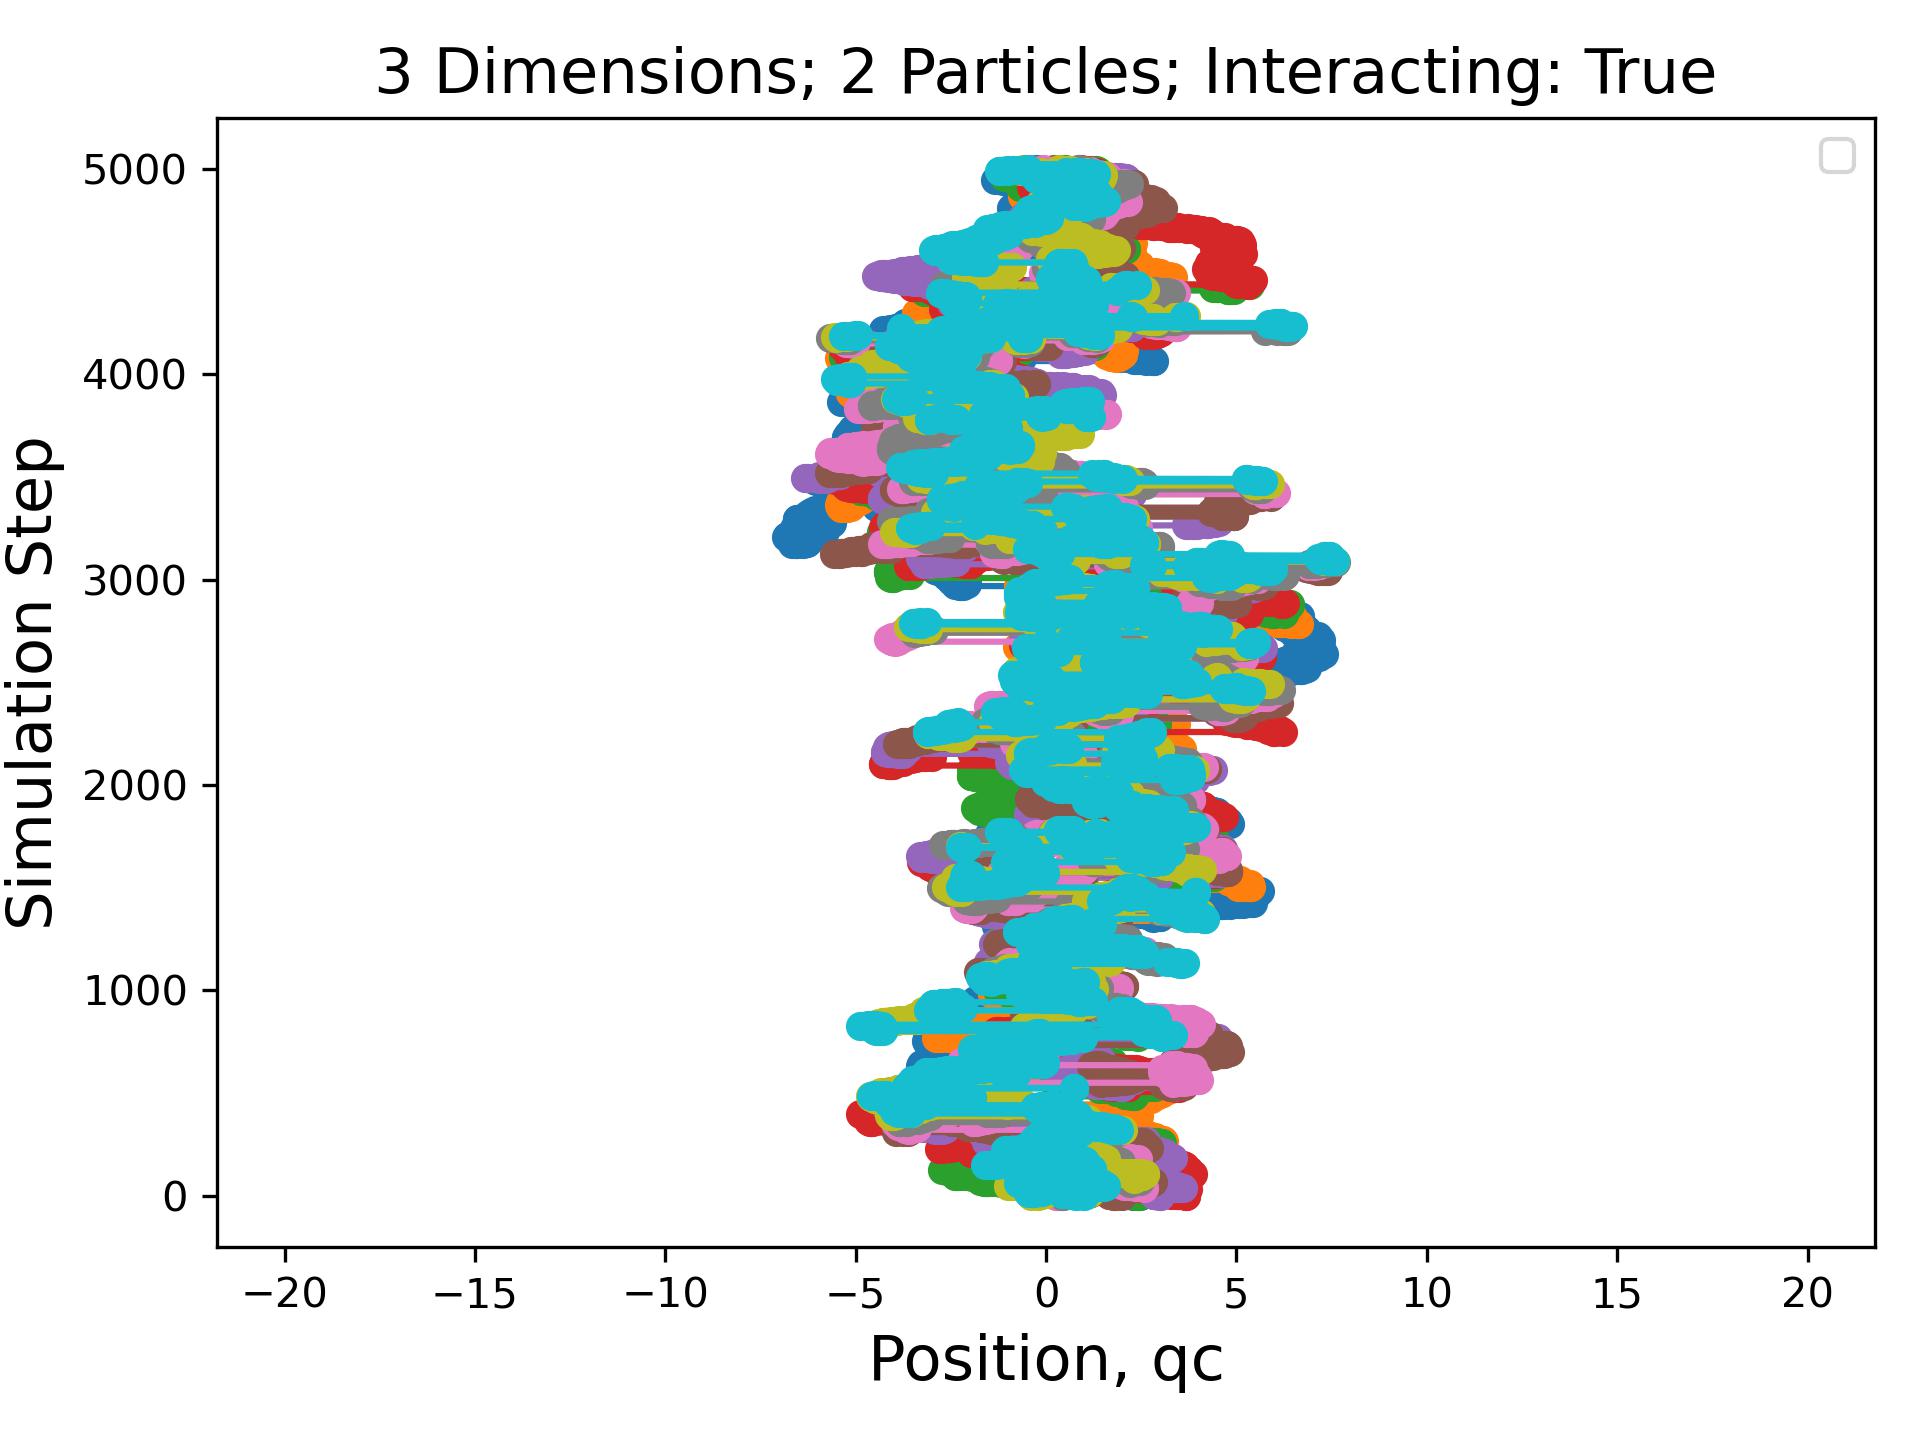 3 Dimensions; 2 Particles; Interacting: True
5000
4000
3000
2000
1000
0
Simulation Step
−20 −15 −10 −5 0 5 10 15 20
Position, qc